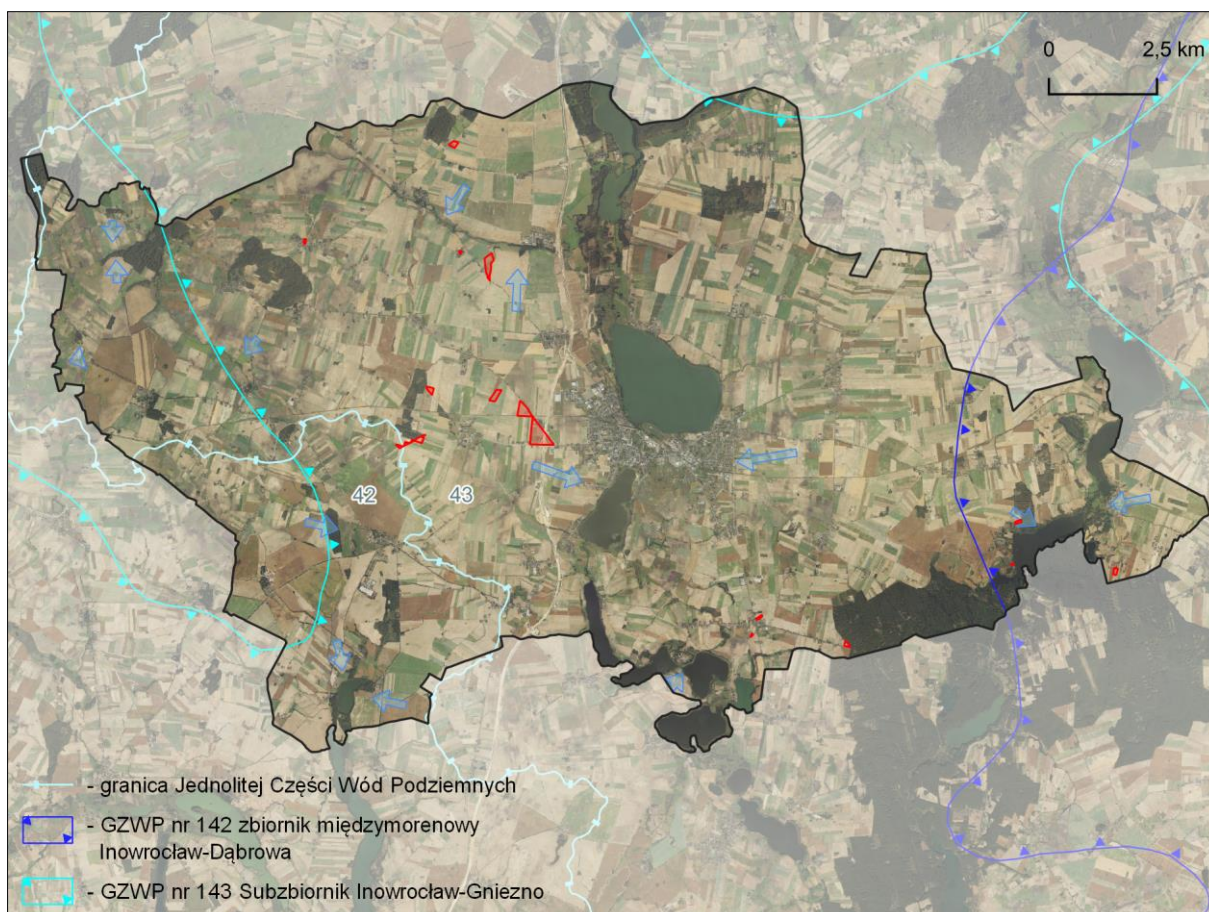 0 2,5 km
42 43
- granica Jednolitej Części Wód Podziemnych
- GZWP nr 142 zbiornik międzymorenowy
Inowrocław-Dąbrowa
- GZWP nr 143 Subzbiornik Inowrocław-Gniezno